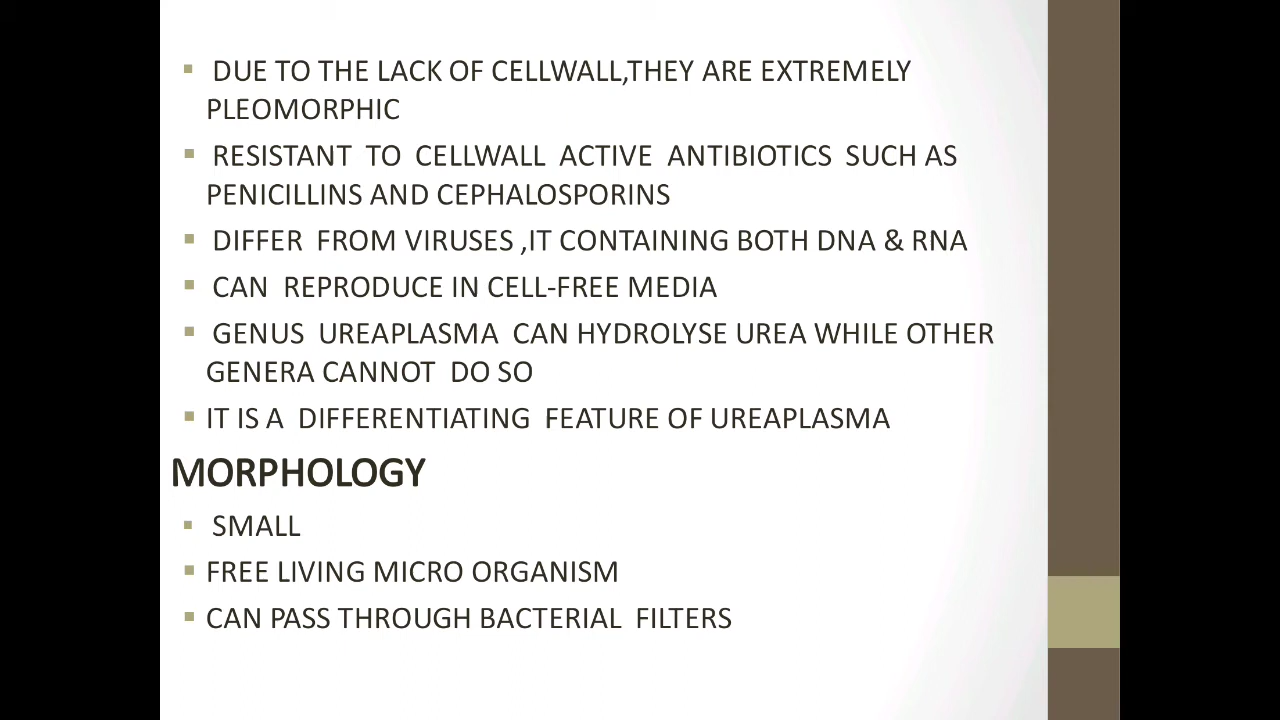 DUE TO THE LACK OF CELLWALL,THEY ARE EXTREMELY
PLEOMORPHIC
RESISTANT TO CELLWALL ACTIVE ANTIBIOTICS SUCH AS
PENICILLINS AND CEPHALOSPORINS
DIFFER FROM VIRUSES ,IT CONTAINING BOTH DNA & RNA
CAN REPRODUCE IN CELL-FREE MEDIA
GENUS UREAPLASMA CAN HYDROLYSE UREA WHILE OTHER
GENERA CANNOT DO SO
IT IS A DIFFERENTIATING FEATURE OF UREAPLASMA
MORPHOLOGY
SMALL
FREE LIVING MICRO ORGANISM
CAN PASS THROUGH BACTERIAL FILTERS